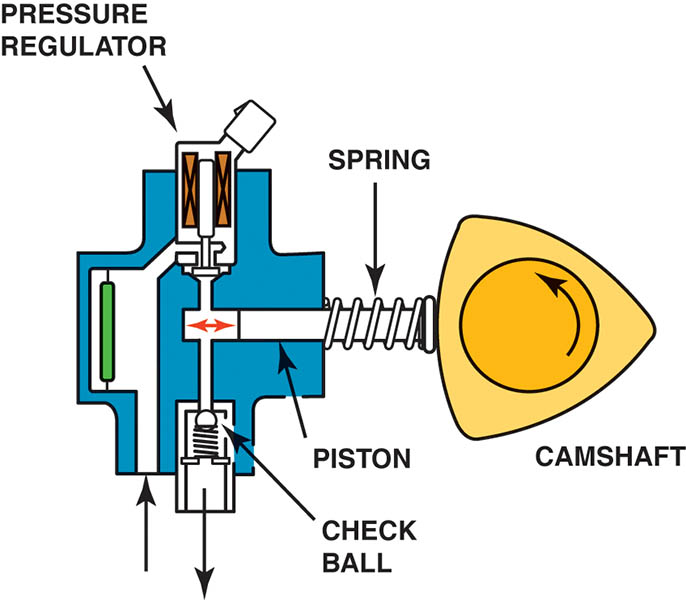 PRESSURE
REGULATOR
SPRING
PISTON
CAMSHAFT
CHECK
BALL